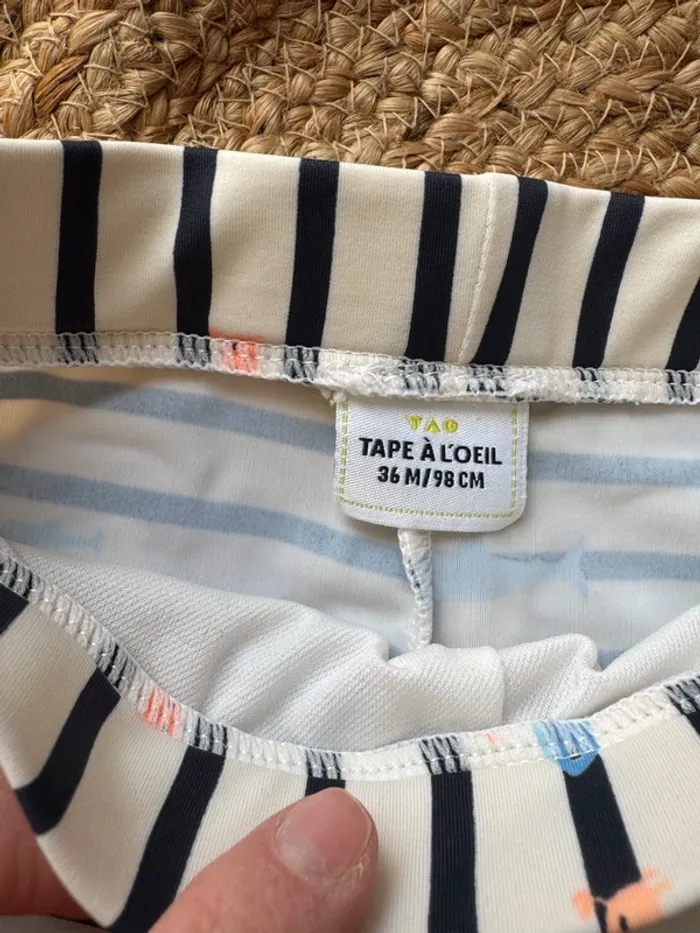 TAO
TAPE À L'OEIL
36 M/98 CM